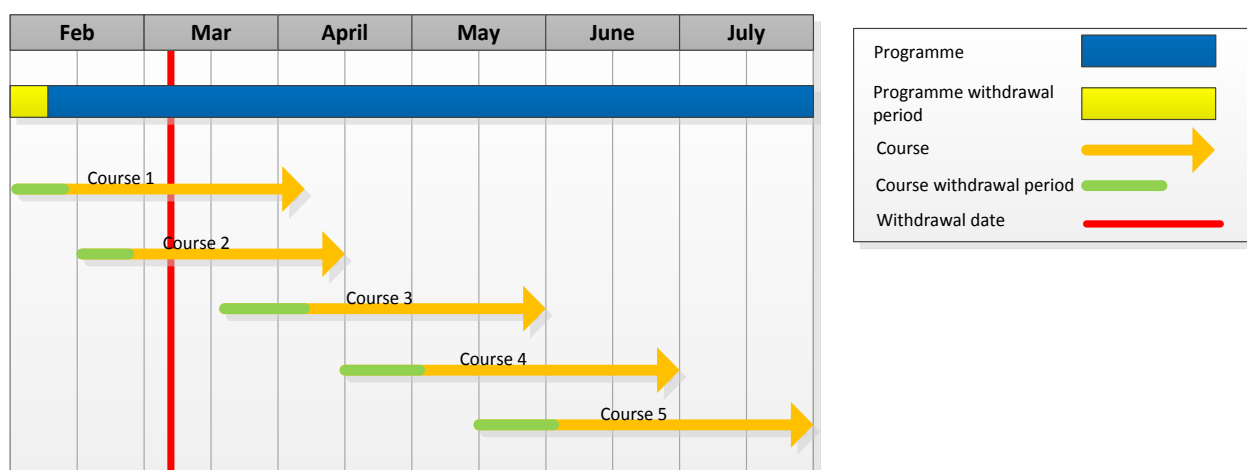 Feb Mar April May June July
Programme
Programme withdrawal
period
Course
Course withdrawal period
Withdrawal date
Course 1
Course 2
Course 3
Course 4
Course 5